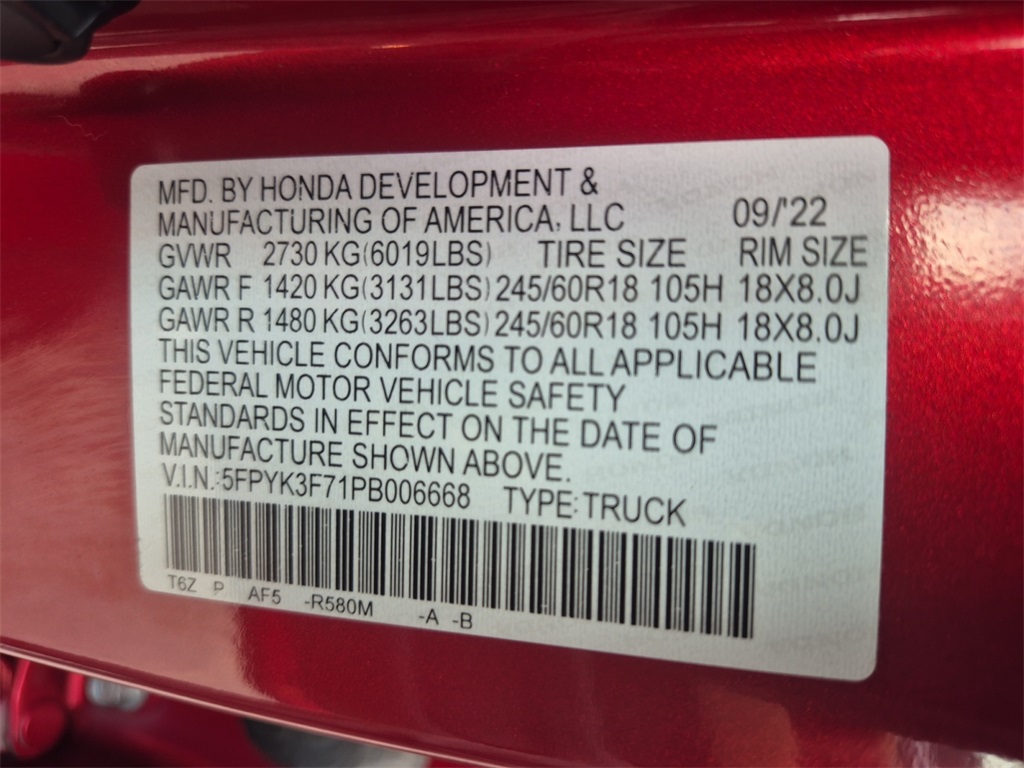 MFD. BY HONDA DEVELOPMENT &
MANUFACTURING OF AMERICA, LLC 09/'22
GVWR 2730 KG(6019LBS) TIRE SIZE RIM SIZE
GAWR F 1420 KG(3131LBS) 245/60R18 105H 18X8.0J
GAWR R 1480 KG(3263LBS) 245/60R18 105H 18X8.0J
THIS VEHICLE CONFORMS TO ALL APPLICABLE
FEDERAL MOTOR VEHICLE SAFETY
STANDARDS IN EFFECT ON THE DATE OF
MANUFACTURE SHOWN ABOVE.
V.I.N.:5FPYK3F71PB006668 TYPE:TRUCK
T6Z P AF5 -R580M -A -B